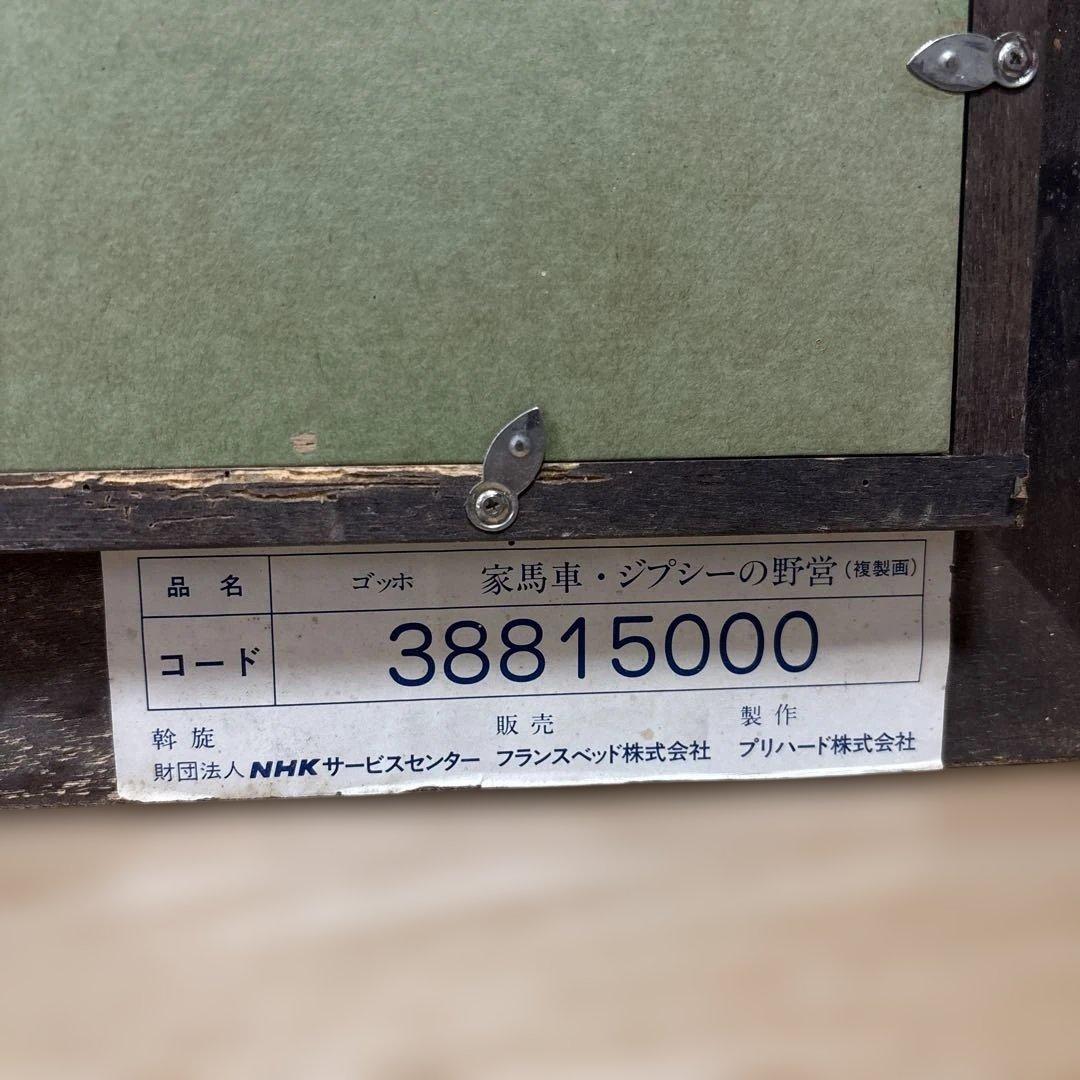 品名 ゴッホ 家馬車・ジプシーの野営(複製画)
コード 38815000
斡旋 販売 製作
財団法人 NHKサービスセンター フランスベッド株式会社 プリハード株式会社